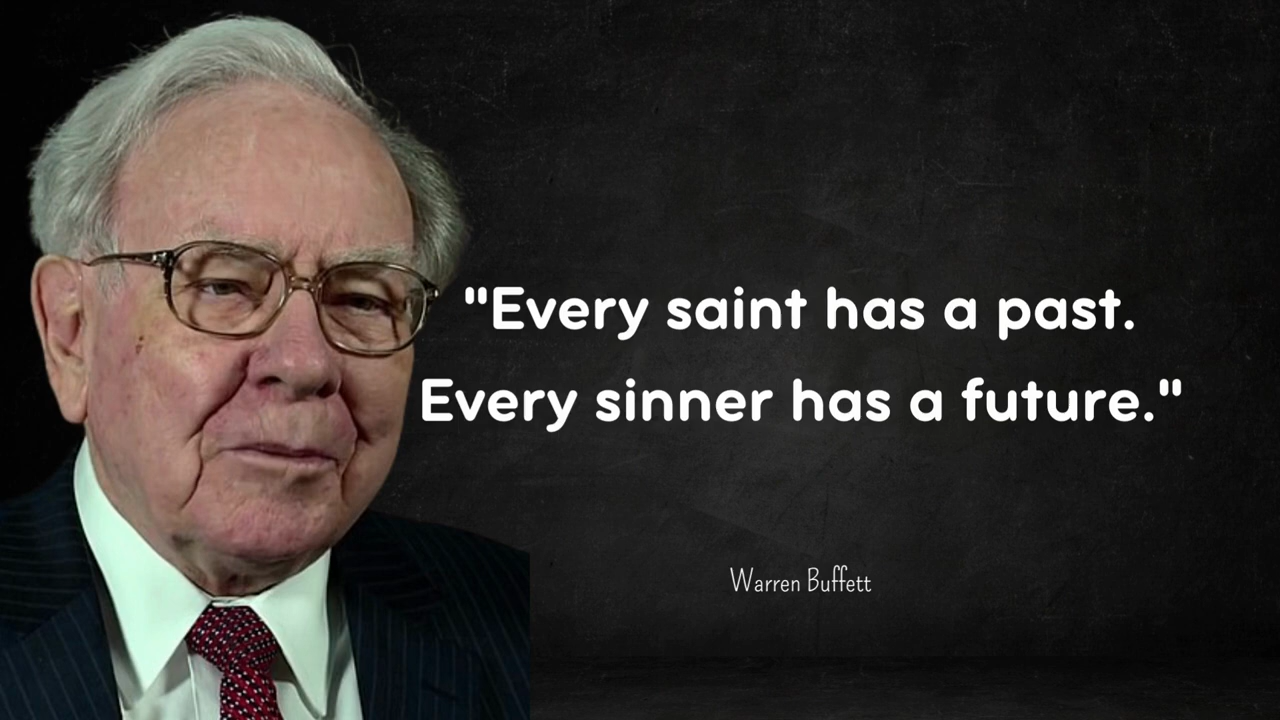 "Every saint has a past.
Every sinner has a future."
Warren Buffett